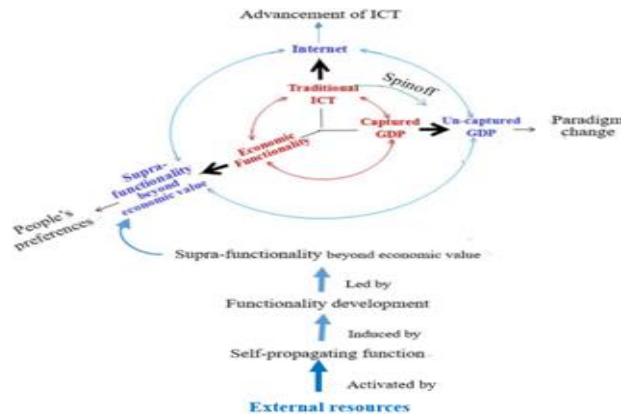 Advancement of ICT
Internet
Spinoff
Traditional
ICT
Captured
GDP
Un-captured
GDP
Paradigm
change
Economic
Functionality
Supra-
functionality
beyond
economic value
People's
preferences
Supra-functionality beyond economic value
Led by
Functionality development
Induced by
Self-propagating function
Activated by
External resources